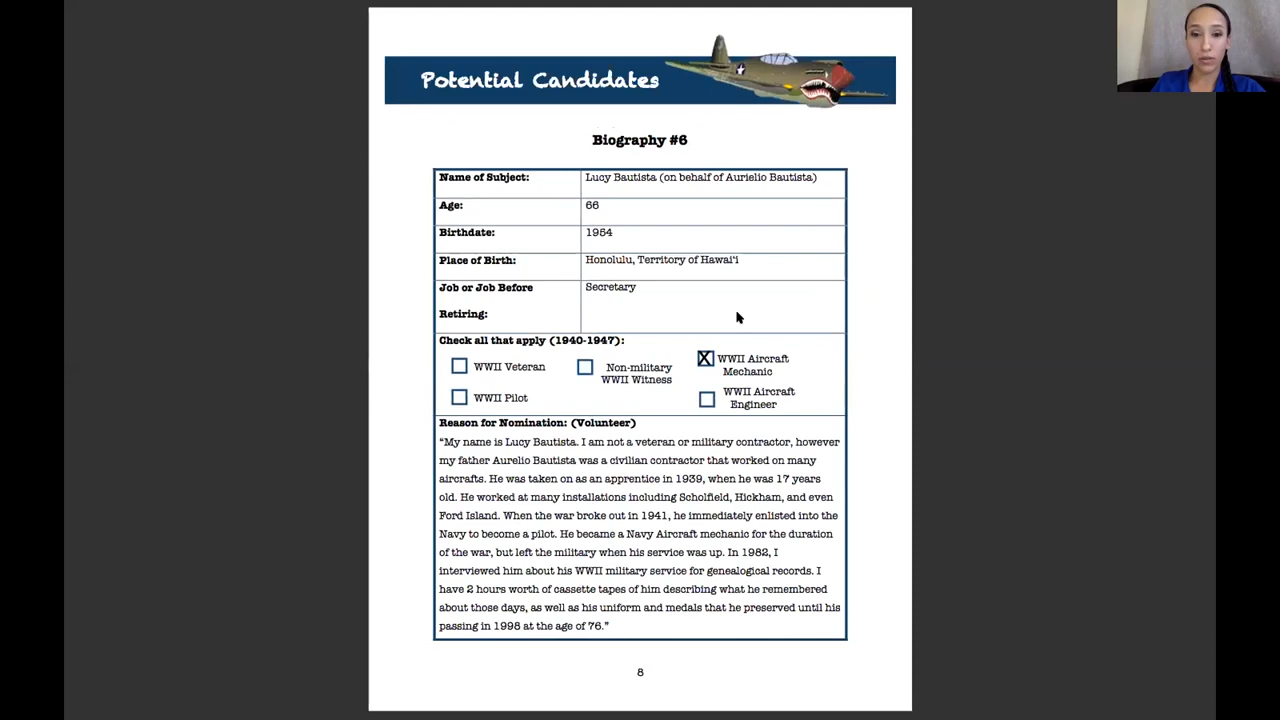 Potential Candidates
Biography #6
Name of Subject: Lucy Bautista (on behalf of Aurielio Bautista)
Age: 66
Birthdate: 1954
Place of Birth: Honolulu, Territory of Hawai'i
Job or Job Before Retiring: Secretary
Check all that apply (1940-1947):
WWII Veteran
Non-military WWII Witness
X WWII Aircraft Mechanic
WWII Pilot
WWII Aircraft Engineer
Reason for Nomination: (Volunteer)
"My name is Lucy Bautista. I am not a veteran or military contractor, however
my father Aurelio Bautista was a civilian contractor that worked on many
aircrafts. He was taken on as an apprentice in 1939, when he was 17 years
old. He worked at many installations including Scholfield, Hickham, and even
Ford Island. When the war broke out in 1941, he immediately enlisted into the
Navy to become a pilot. He became a Navy Aircraft mechanic for the duration
of the war, but left the military when his service was up. In 1982, I
interviewed him about his WWII military service for genealogical records. I
have 2 hours worth of cassette tapes of him describing what he remembered
about those days, as well as his uniform and medals that he preserved until his
passing in 1998 at the age of 76."
8